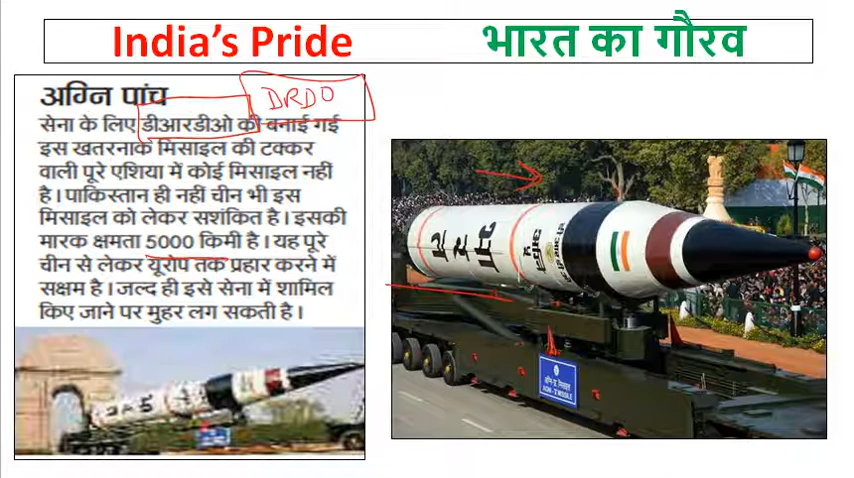 India's Pride भारत का गौरव
अग्नि पांच
DRDO
सेना के लिए डीआरडीओ की बनाई गई
इस खतरनाक मिसाइल की टक्कर
वाली पूरे एशिया में कोई मिसाइल नहीं
है। पाकिस्तान ही नहीं चीन भी इस
मिसाइल को लेकर सशंकित है। इसकी
मारक क्षमता 5000 किमी है। यह पूरे
चीन से लेकर यूरोप तक प्रहार करने में
सक्षम है। जल्द ही इसे सेना में शामिल
किए जाने पर मुहर लग सकती है।
भारत